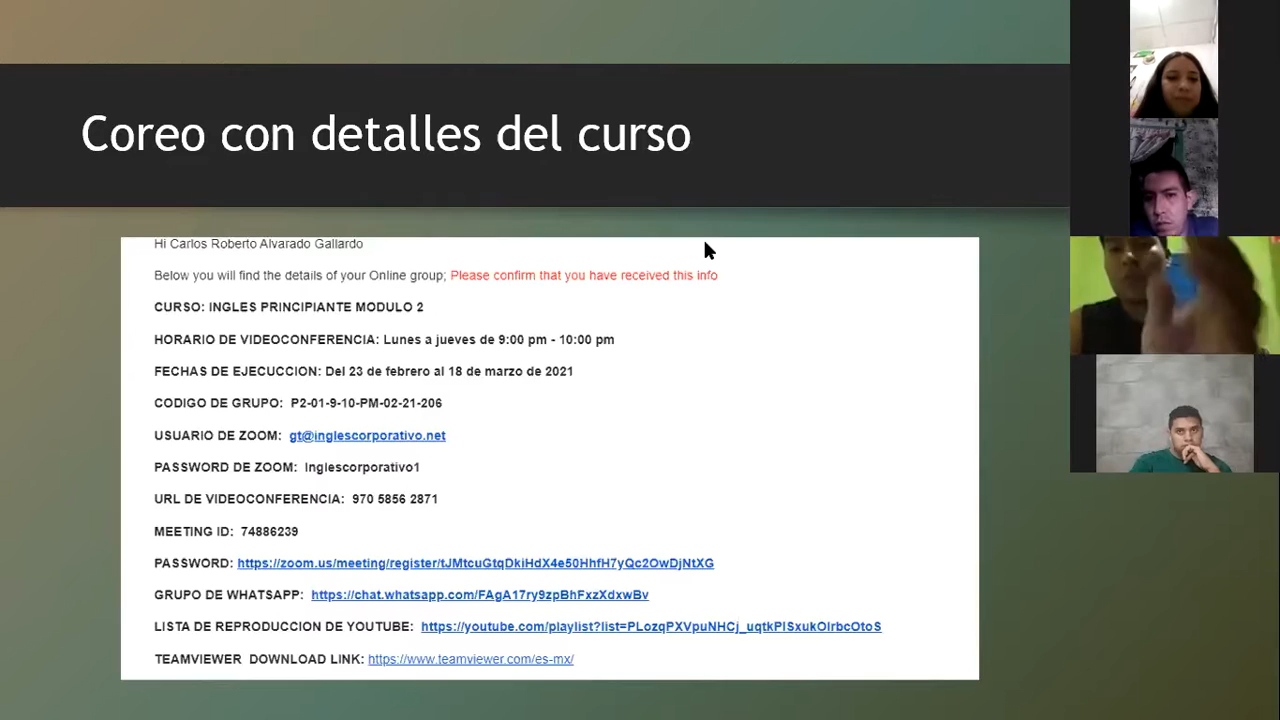 Coreo con detalles del curso
Hi Carlos Roberto Alvarado Gallardo
Below you will find the details of your Online group; Please confirm that you have received this info
CURSO: INGLES PRINCIPIANTE MODULO 2
HORARIO DE VIDEOCONFERENCIA: Lunes a jueves de 9:00 pm - 10:00 pm
FECHAS DE EJECUCCION: Del 23 de febrero al 18 de marzo de 2021
CODIGO DE GRUPO: P2-01-9-10-PM-02-21-206
USUARIO DE ZOOM: gt@inglescorporativo.net
PASSWORD DE ZOOM: Inglescorporativo1
URL DE VIDEOCONFERENCIA: 970 5856 2871
MEETING ID: 74886239
PASSWORD: https://zoom.us/meeting/register/tJMtcuGtqDkiHdX4e50HhfH7yQc2OwDjNtXG
GRUPO DE WHATSAPP: https://chat.whatsapp.com/FAgA17ry9zpBhFxzXdxwBv
LISTA DE REPRODUCCION DE YOUTUBE: https://youtube.com/playlist?list=PLozqPXVpuNHCj_uqtkPISxukOIrbcOtoS
TEAMVIEWER DOWNLOAD LINK: https://www.teamviewer.com/es-mx/